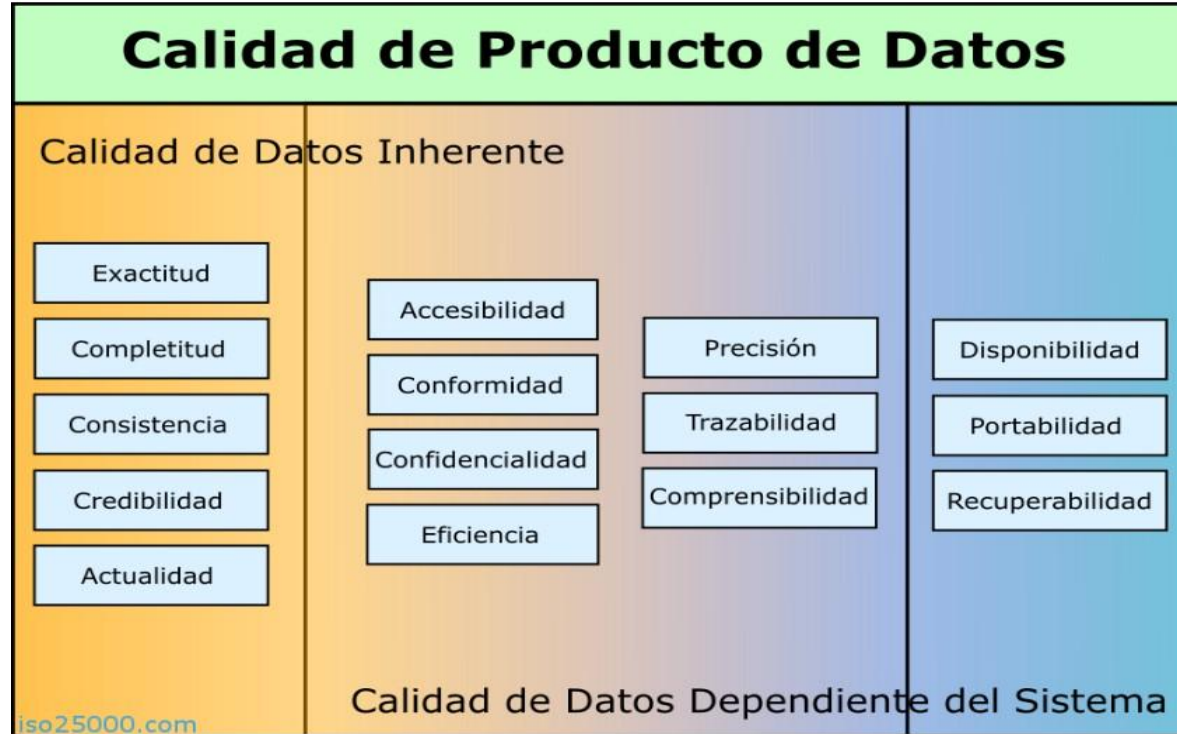 Calidad de Producto de Datos
Calidad de Datos Inherente
Exactitud
Completitud
Consistencia
Credibilidad
Actualidad
Accesibilidad
Conformidad
Confidencialidad
Eficiencia
Precisión
Trazabilidad
Comprensibilidad
Disponibilidad
Portabilidad
Recuperabilidad
Calidad de Datos Dependiente del Sistema
iso25000.com